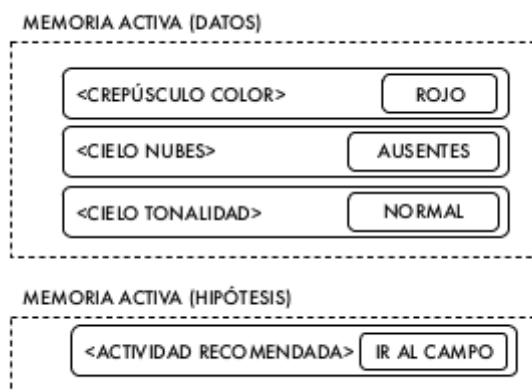 MEMORIA ACTIVA (DATOS)
<CREPÚSCULO COLOR> ROJO
<CIELO NUBES> AUSENTES
<CIELO TONALIDAD> NORMAL
MEMORIA ACTIVA (HIPÓTESIS)
<ACTIVIDAD RECOMENDADA> IR AL CAMPO